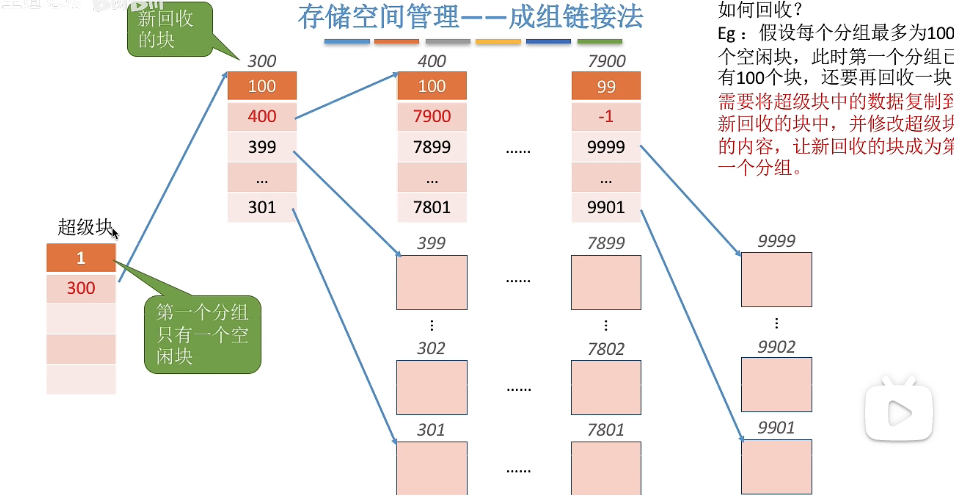 存储空间管理——成组链接法
新回收
的块
如何回收？
Eg：假设每个分组最多为100
个空闲块，此时第一个分组已
有100个块，还要再回收一块
需要将超级块中的数据复制到
新回收的块中，并修改超级块
的内容，让新回收的块成为第
一个分组。
300
100
400
399
...
301
400
100
7900
7899
...
7801
......
7900
99
-1
9999
...
9901
超级块
1
300
第一个分组
只有一个空
闲块
399
302
301
......
......
......
7899
7802
7801
9999
9902
9901